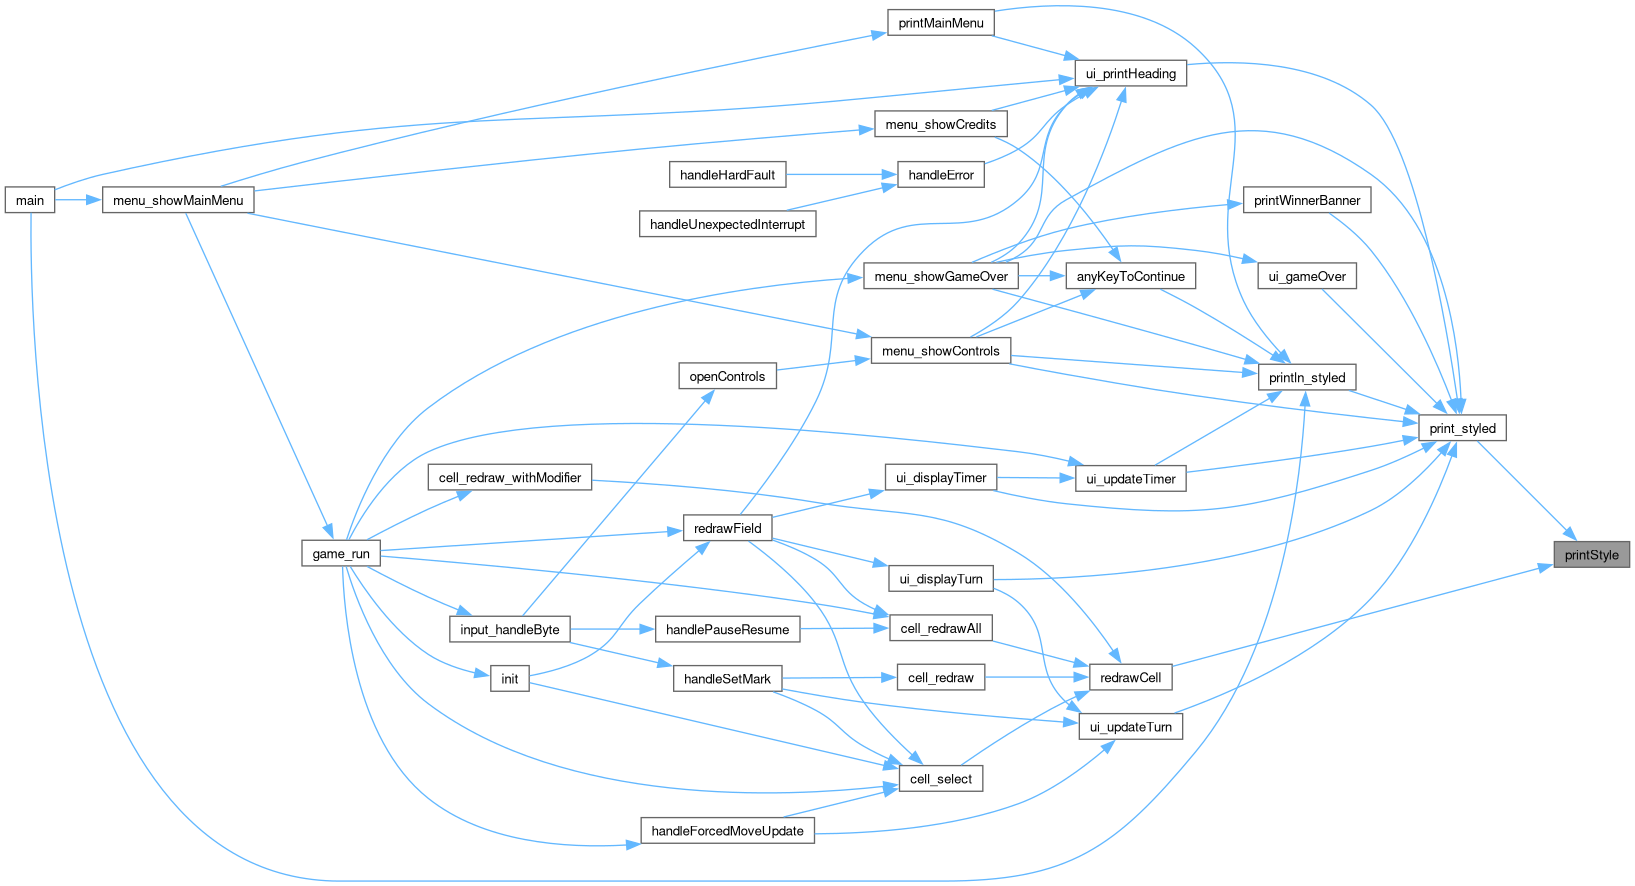 printMainMenu
ui_printHeading
menu_showCredits
handleHardFault
handleError
main
menu_showMainMenu
printWinnerBanner
handleUnexpectedInterrupt
menu_showGameOver
anyKeyToContinue
ui_gameOver
menu_showControls
openControls
println_styled
print_styled
cell_redraw_withModifier
ui_displayTimer
ui_updateTimer
redrawField
game_run
printStyle
ui_displayTurn
input_handleByte
handlePauseResume
cell_redrawAll
init
handleSetMark
cell_redraw
redrawCell
ui_updateTurn
cell_select
handleForcedMoveUpdate